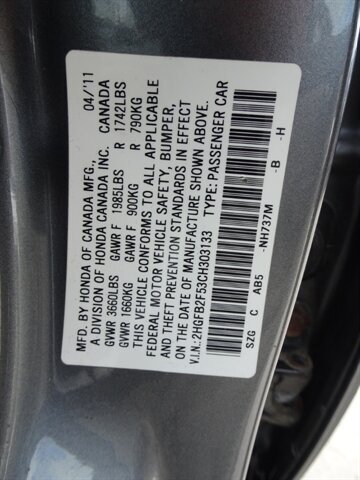 MFD. BY HONDA OF CANADA MFG., 04/'11
A DIVISION OF HONDA CANADA INC. CANADA
GVWR 3660LBS GAWR F 1985LBS R 1742LBS
GVWR 1660KG GAWR F 900KG R 790KG
THIS VEHICLE CONFORMS TO ALL APPLICABLE
FEDERAL MOTOR VEHICLE SAFETY, BUMPER,
AND THEFT PREVENTION STANDARDS IN EFFECT
ON THE DATE OF MANUFACTURE SHOWN ABOVE.
V.I.N.: 2HGFB2F53CH303133 TYPE: PASSENGER CAR
SZG C AB5 -NH737M -B -H